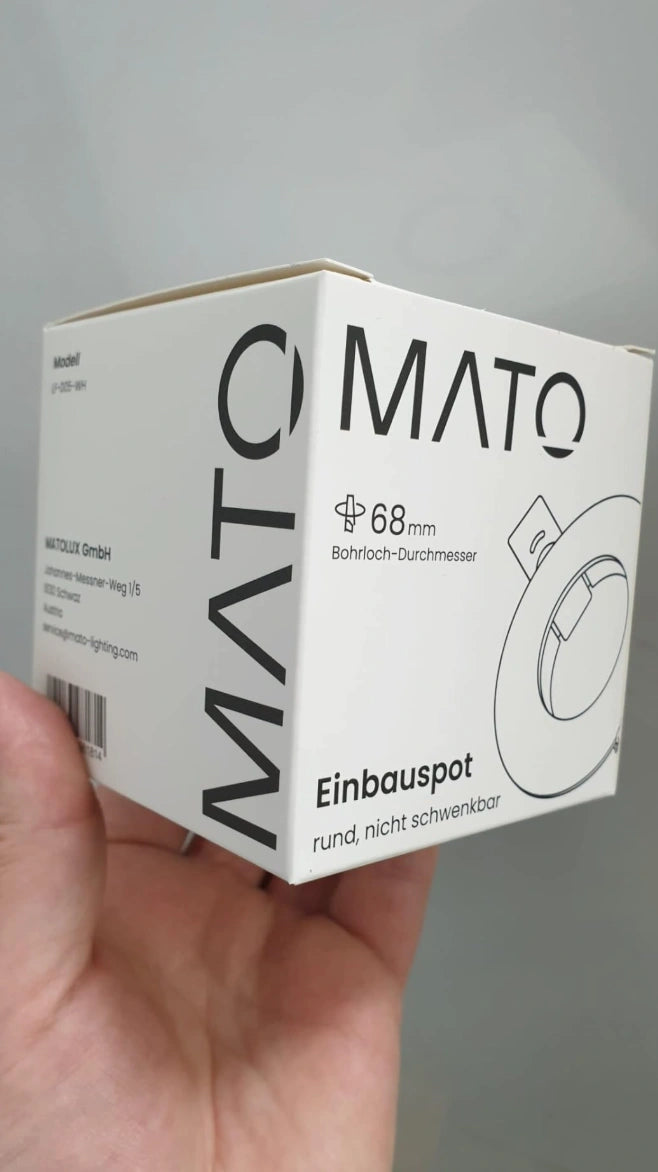 Modell
MATOLUX GmbH
Johannes-Messner-Weg 1/5
Schwaz
Austria
service@mato-lighting.com
MATO
MATO
68mm
Bohrloch-Durchmesser
Einbauspot
rund, nicht schwenkbar